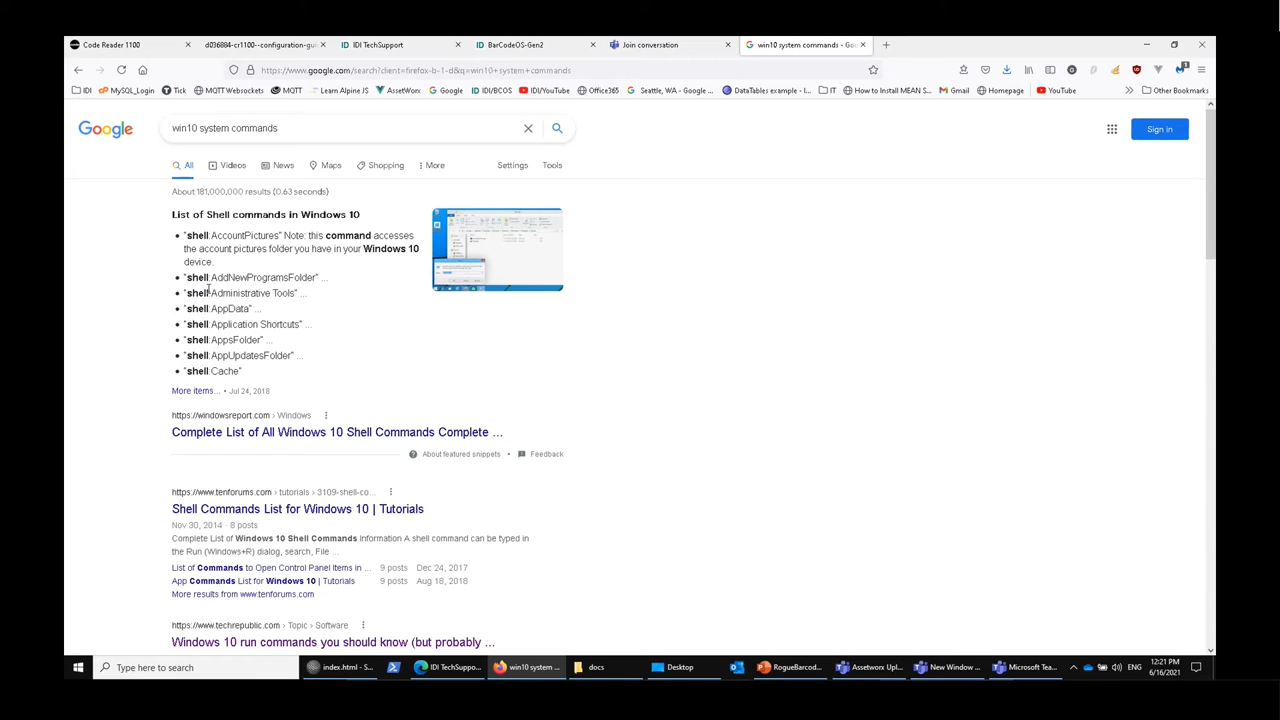 Code Reader 1100
d036884-cr1100--configuration-gui
IDI TechSupport
BarCodeOS-Gen2
Join conversation
win10 system commands - Goo
https://www.google.com/search?client=firefox-b-1-d&q=win10+system+commands
IDI
MySQL_Login
Tick
MQTT Websockets
MQTT
Learn Alpine JS
AssetWorx
Google
IDI/BCOS
IDI/YouTube
Office365
Seattle, WA - Google ...
DataTables example - I...
IT
How to Install MEAN S...
Gmail
Homepage
YouTube
Other Bookmarks
Google
win10 system commands
Sign in
All
Videos
News
Maps
Shopping
More
Settings
Tools
About 181,000,000 results (0.63 seconds)
List of Shell commands in Windows 10
• "shell:AccountPictures" Note: this command accesses
the account pictures folder you have in your Windows 10
device.
• "shell:AddNewProgramsFolder" ...
• "shell:Administrative Tools" ...
• "shell:AppData" ...
• "shell:Application Shortcuts" ...
• "shell:AppsFolder" ...
• "shell:AppUpdatesFolder" ...
• "shell:Cache"
More items... • Jul 24, 2018
https://windowsreport.com › Windows
Complete List of All Windows 10 Shell Commands Complete ...
About featured snippets • Feedback
https://www.tenforums.com › tutorials › 3109-shell-co...
Shell Commands List for Windows 10 | Tutorials
Nov 30, 2014 · 8 posts
Complete List of Windows 10 Shell Commands Information A shell command can be typed in
the Run (Windows+R) dialog, search, File ...
List of Commands to Open Control Panel Items in ... 9 posts Dec 24, 2017
App Commands List for Windows 10 | Tutorials 9 posts Aug 18, 2018
More results from www.tenforums.com
https://www.techrepublic.com › Topic › Software
Windows 10 run commands you should know (but probably ...
Type here to search
index.html - S...
IDI TechSuppo...
win10 system ...
docs
Desktop
RogueBarcod...
Assetworx Upl...
New Window ...
Microsoft Tea...
ENG
12:21 PM
6/16/2021